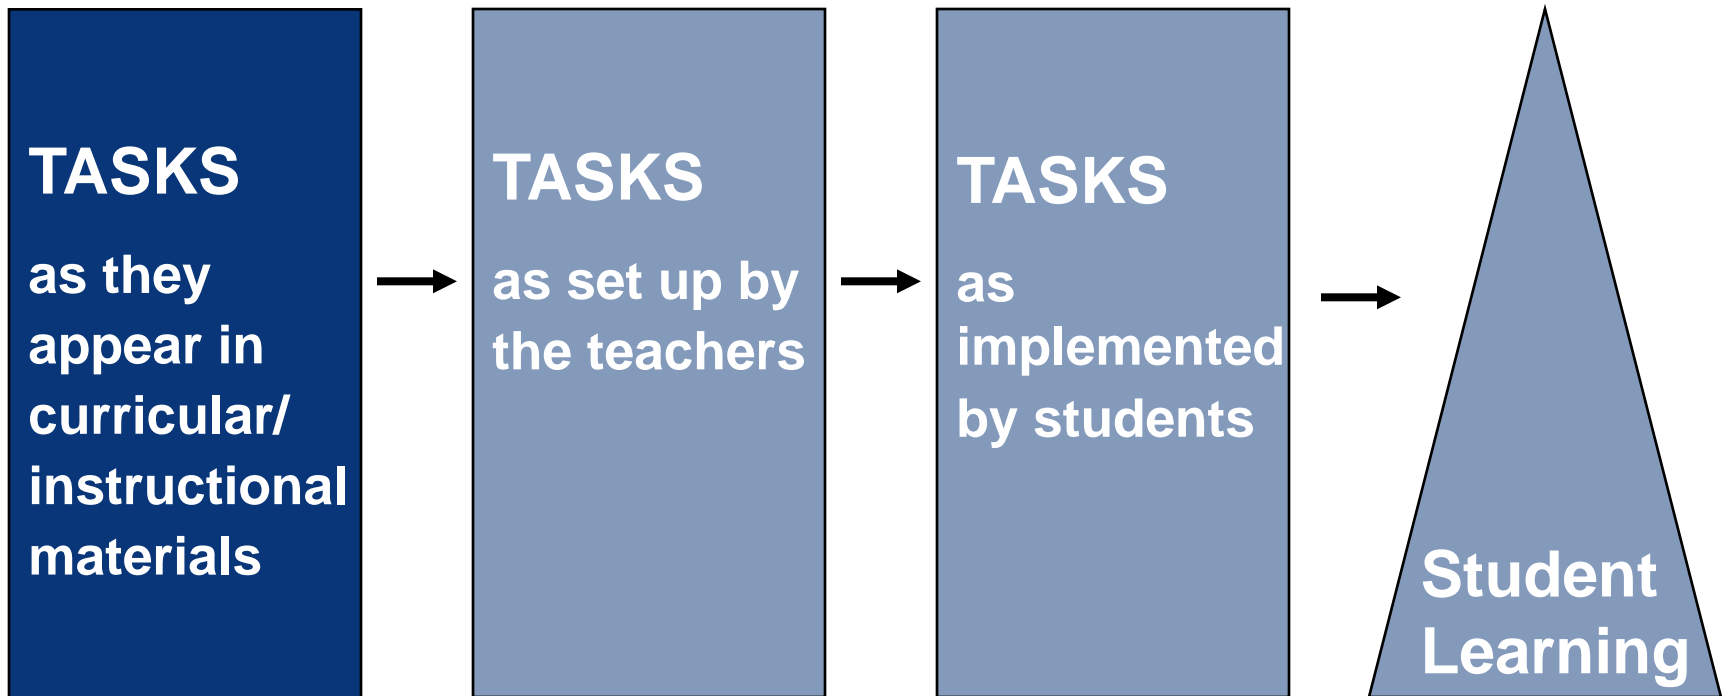 TASKS
as they
appear in
curricular/
instructional
materials
TASKS
as set up by
the teachers
TASKS
as
implemented
by students
Student
Learning